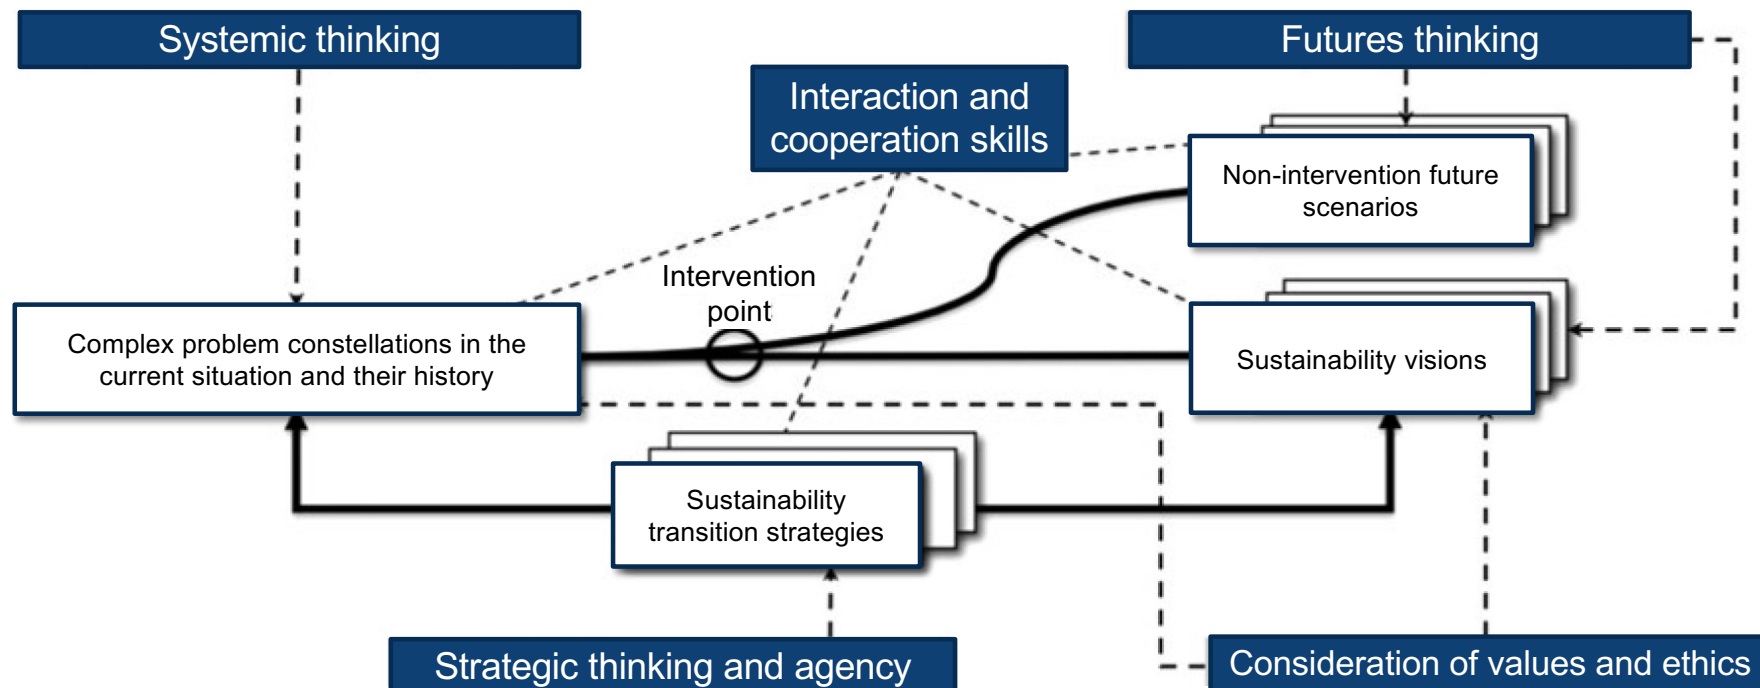 Systemic thinking
Futures thinking
Interaction and
cooperation skills
Non-intervention future
scenarios
Intervention
point
Complex problem constellations in the
current situation and their history
Sustainability visions
Sustainability
transition strategies
Strategic thinking and agency
Consideration of values and ethics